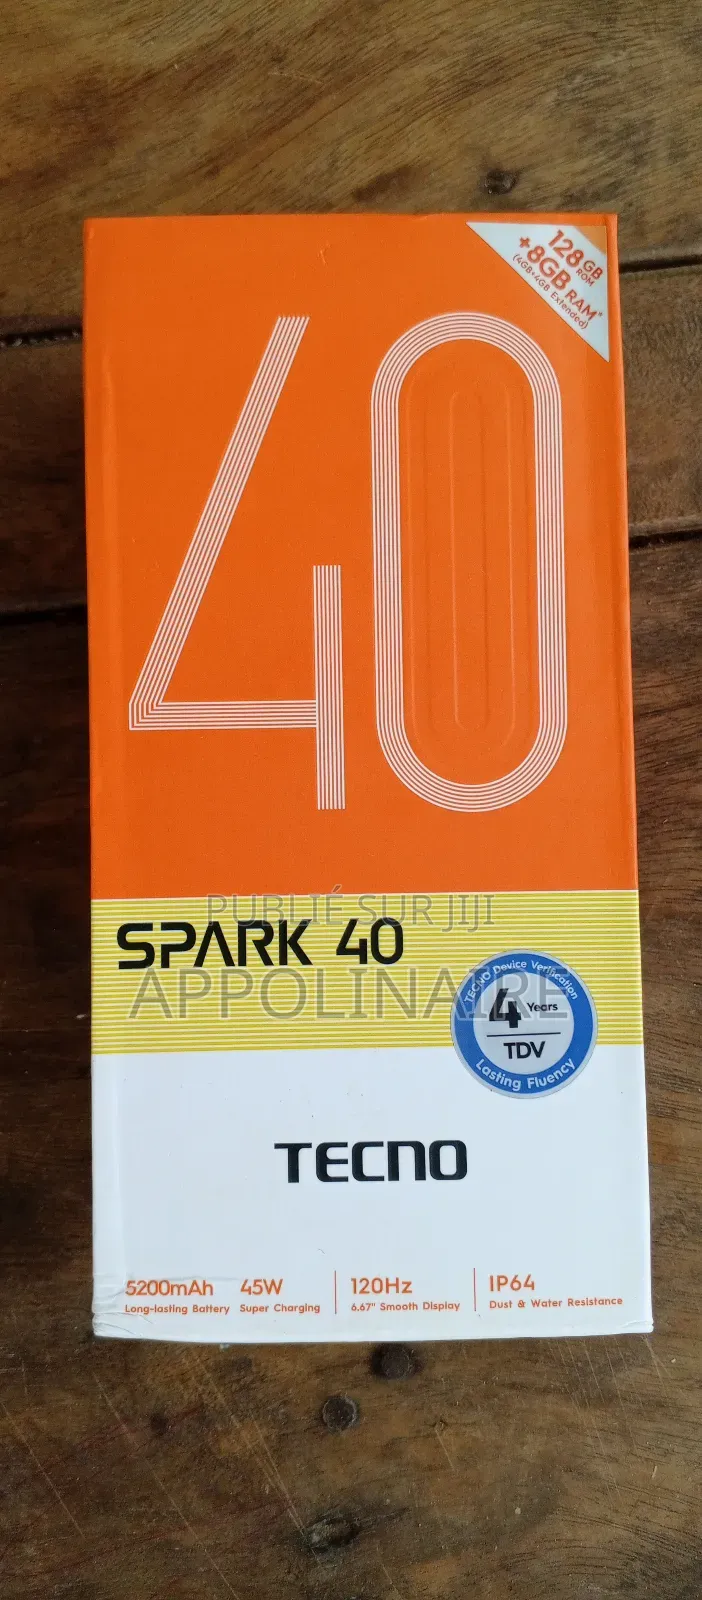 128GB
ROM
+8GB RAM*
(4GB+4GB Extended)
40
PUBLIÉ SUR JIJI
SPARK 40
APPOLINAIRE
TECNO Device Verification
4 Years
TDV
Lasting Fluency
TECNO
5200mAh 45W 120Hz IP64
Long-lasting Battery Super Charging 6.67" Smooth Display Dust & Water Resistance